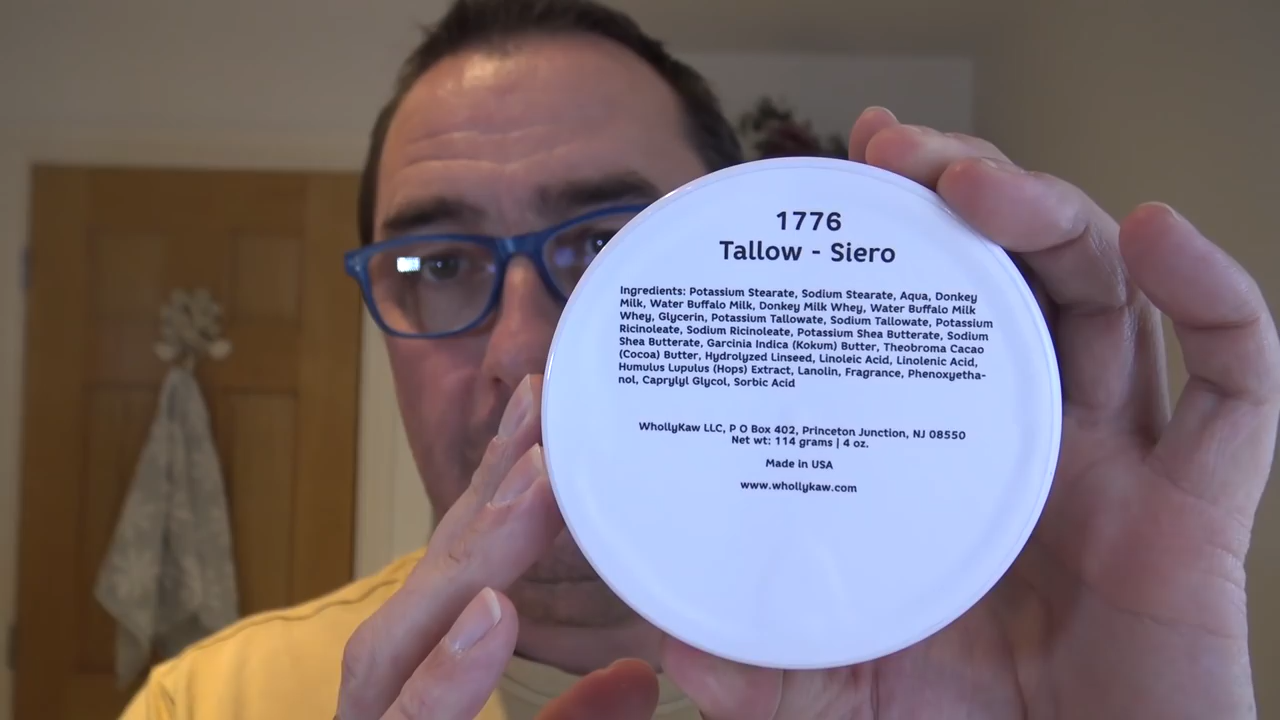 1776
Tallow - Siero
Ingredients: Potassium Stearate, Sodium Stearate, Aqua, Donkey
Milk, Water Buffalo Milk, Donkey Milk Whey, Water Buffalo Milk
Whey, Glycerin, Potassium Tallowate, Sodium Tallowate, Potassium
Ricinoleate, Sodium Ricinoleate, Potassium Shea Butterate, Sodium
Shea Butterate, Garcinia Indica (Kokum) Butter, Theobroma Cacao
(Cocoa) Butter, Hydrolyzed Linseed, Linoleic Acid, Linolenic Acid,
Humulus Lupulus (Hops) Extract, Lanolin, Fragrance, Phenoxyetha-
nol, Caprylyl Glycol, Sorbic Acid
WhollyKaw LLC, P O Box 402, Princeton Junction, NJ 08550
Net wt: 114 grams | 4 oz.
Made in USA
www.whollykaw.com